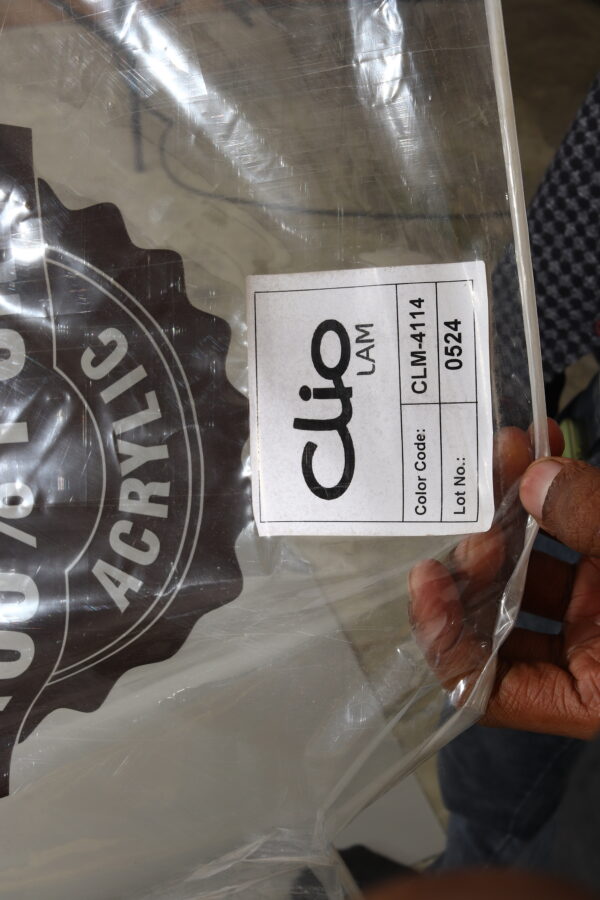 Clio
LAM
Color Code: CLM-4114
Lot No.: 0524
ACRYLIC